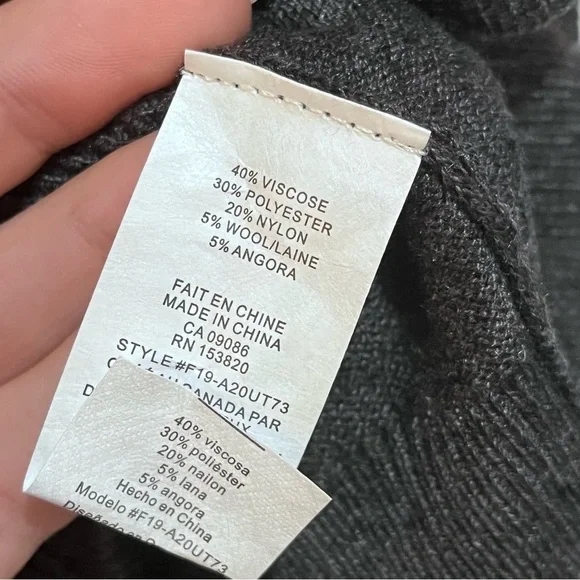 40% VISCOSE
30% POLYESTER
20% NYLON
5% WOOL/LAINE
5% ANGORA
FAIT EN CHINE
MADE IN CHINA
CA 09086
RN 153820
STYLE #F19-A20UT73
CANADA PAR
40% viscosa
30% poliéster
20% nailon
5% lana
5% angora
Hecho en China
Modelo #F19-A20UT73
Diseñado en